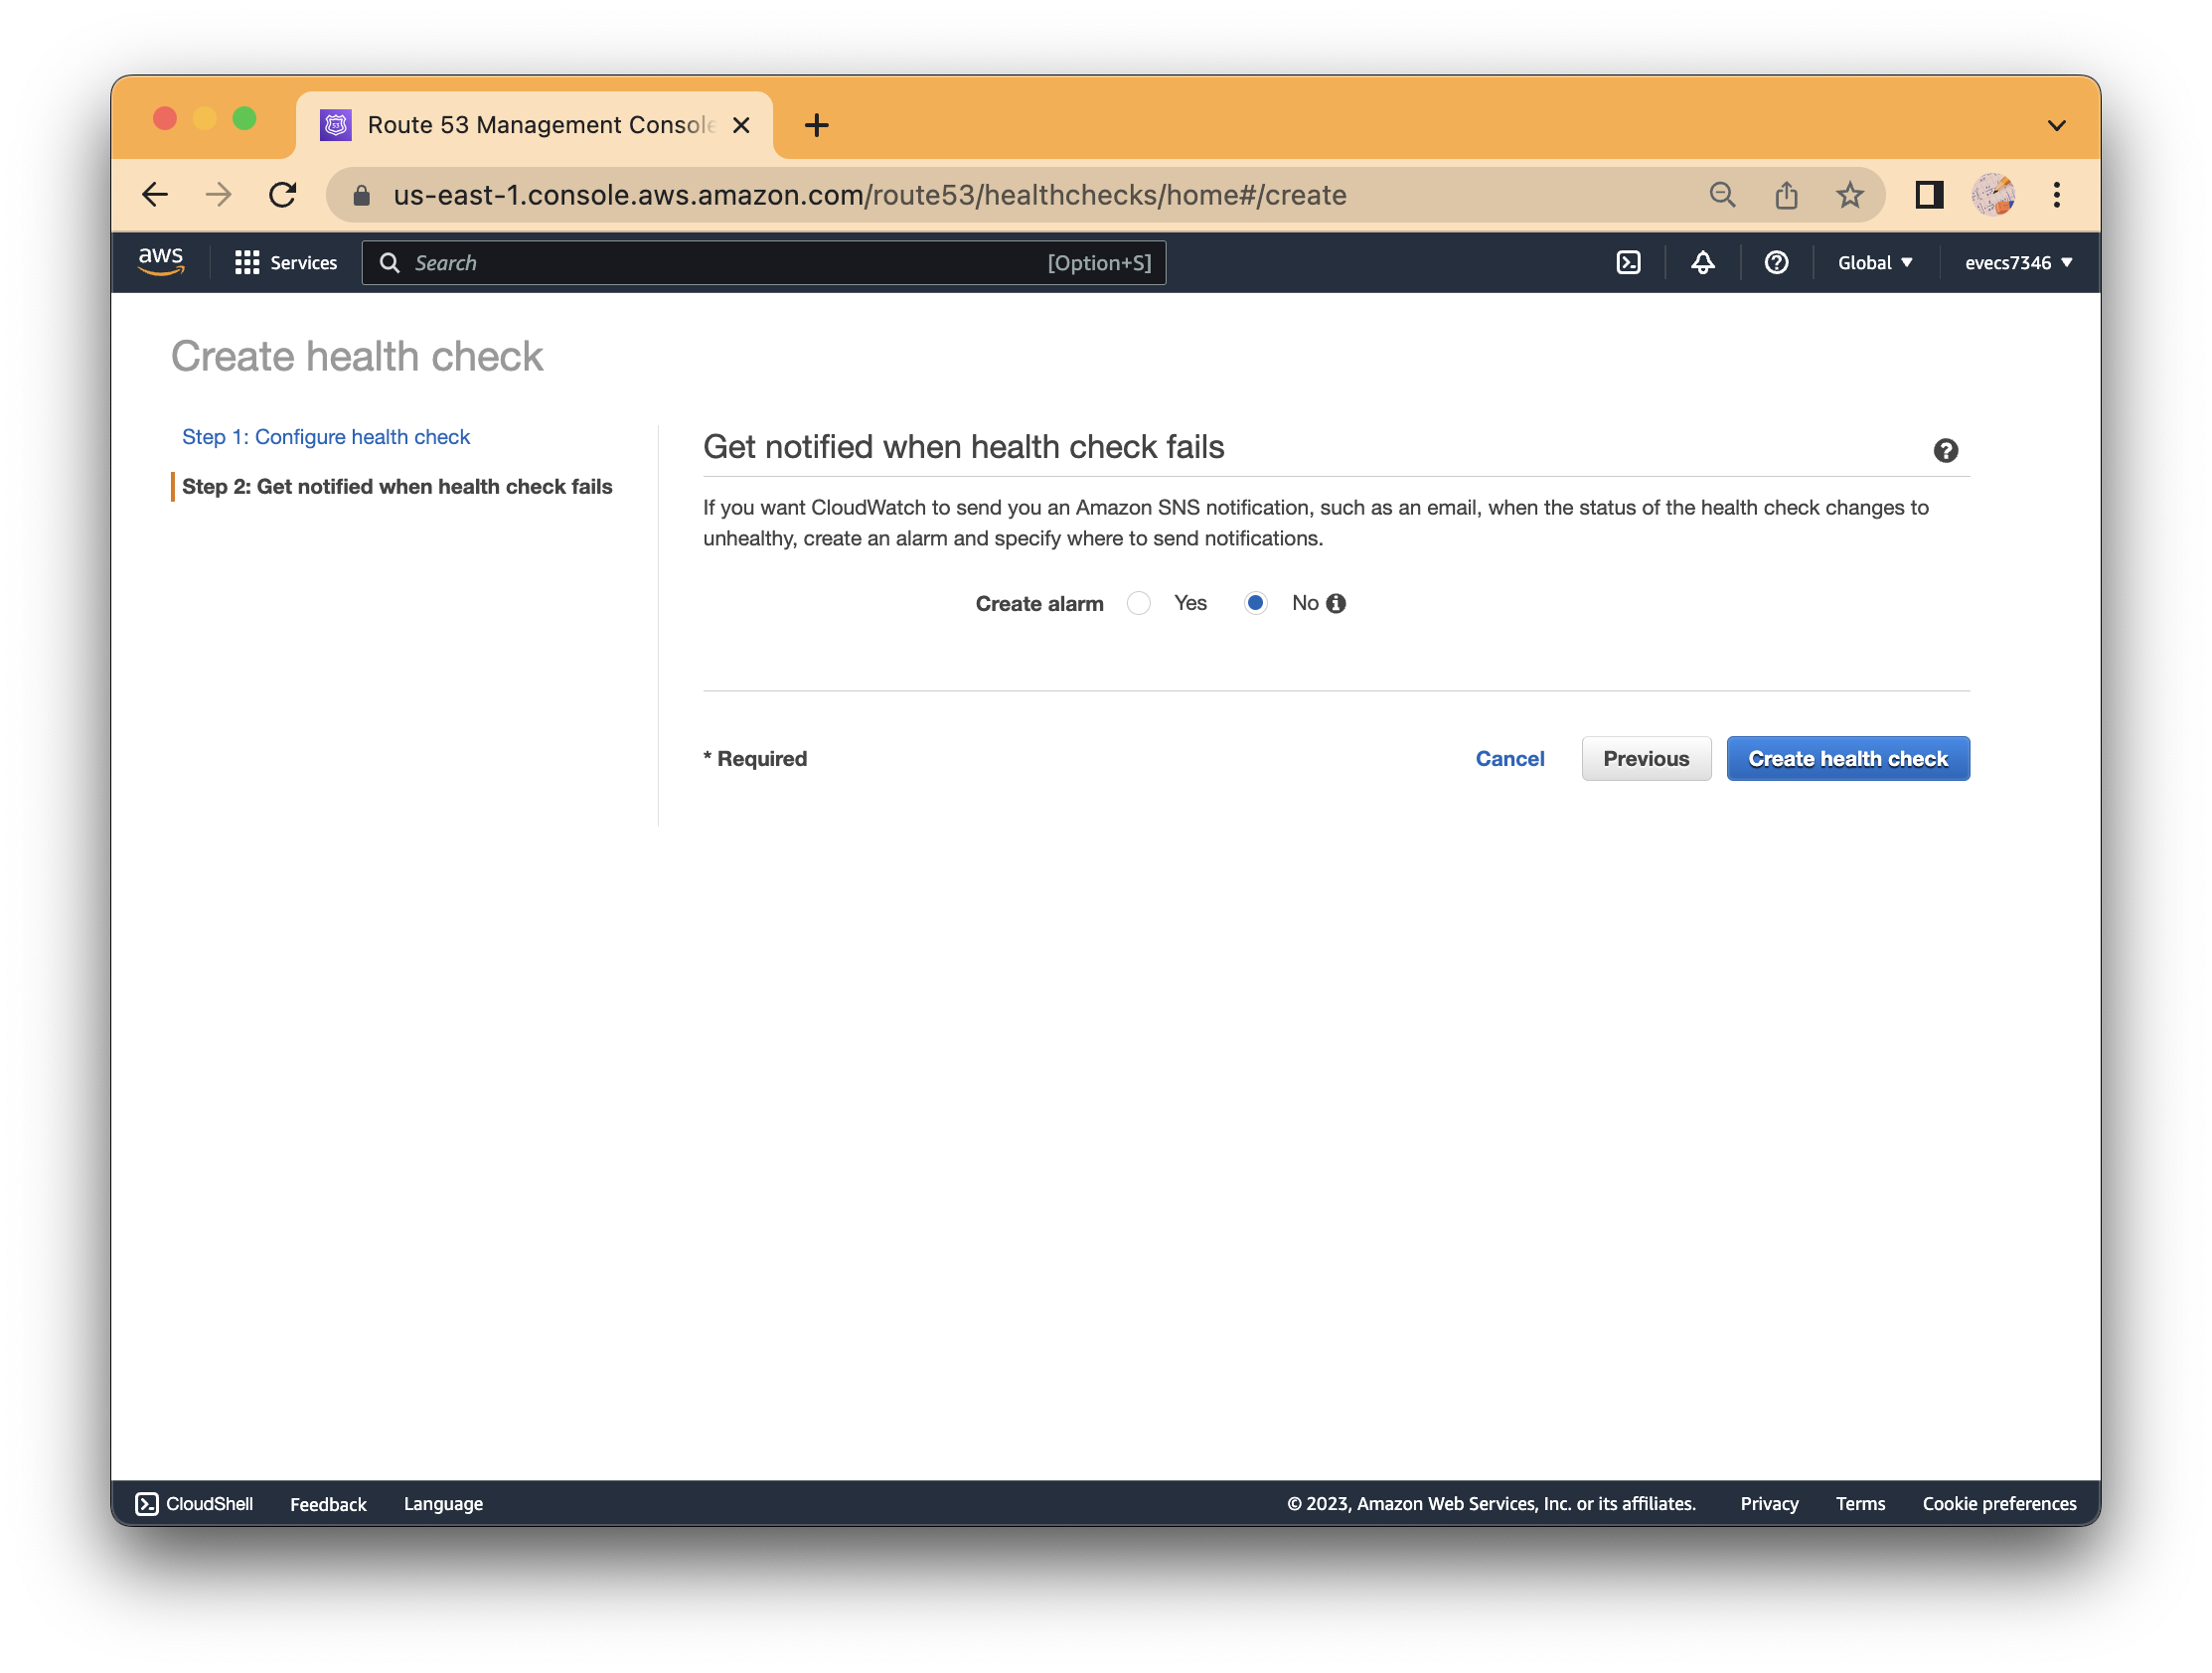 Route 53 Management Console
us-east-1.console.aws.amazon.com/route53/healthchecks/home#/create
aws
Services
Search
[Option+S]
Global
evecs7346
Create health check
Step 1: Configure health check
Step 2: Get notified when health check fails
Get notified when health check fails
If you want CloudWatch to send you an Amazon SNS notification, such as an email, when the status of the health check changes to
unhealthy, create an alarm and specify where to send notifications.
Create alarm Yes No
* Required
Cancel
Previous
Create health check
CloudShell
Feedback
Language
© 2023, Amazon Web Services, Inc. or its affiliates.
Privacy
Terms
Cookie preferences